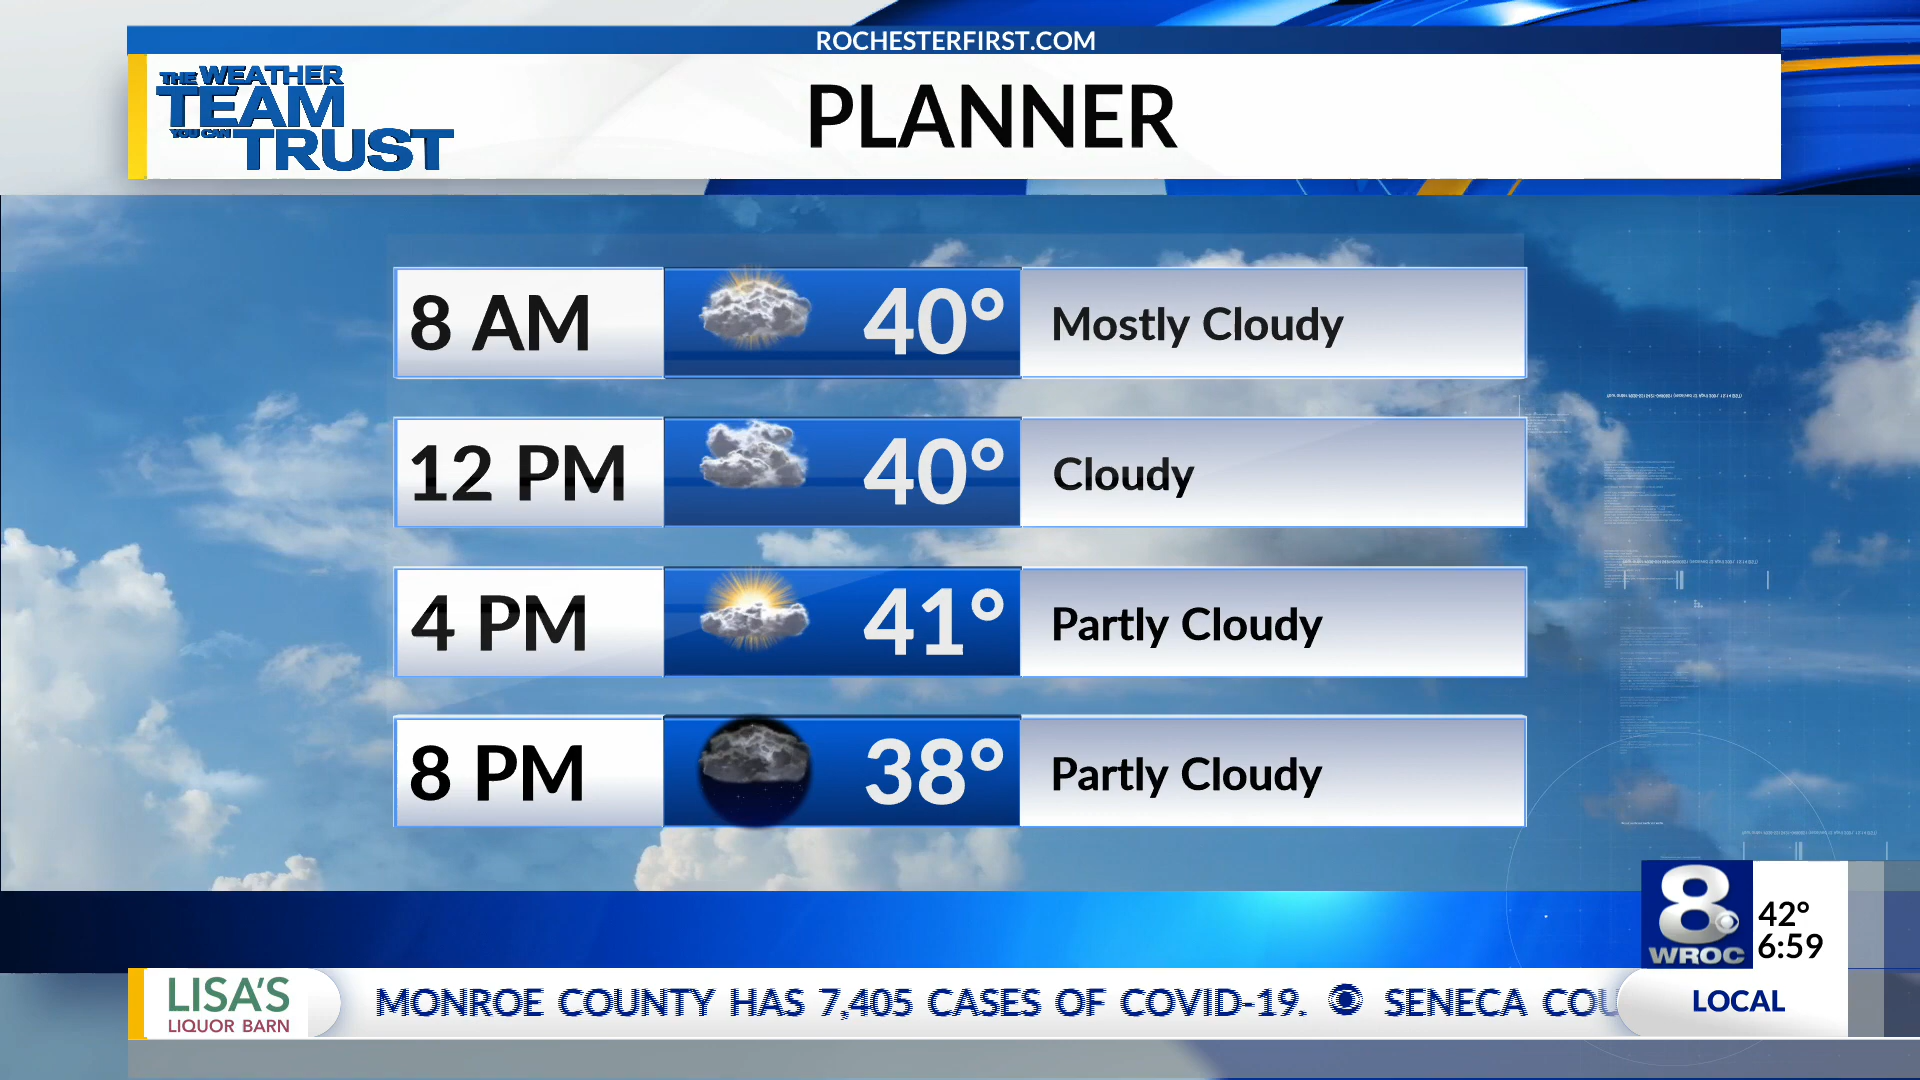 ROCHESTERFIRST.COM
THE WEATHER
TEAM
YOU CAN
TRUST
PLANNER
8 AM 40° Mostly Cloudy
12 PM 40° Cloudy
4 PM 41° Partly Cloudy
8 PM 38° Partly Cloudy
8
WROC
42°
6:59
LISA'S
LIQUOR BARN
MONROE COUNTY HAS 7,405 CASES OF COVID-19. SENECA COU
LOCAL